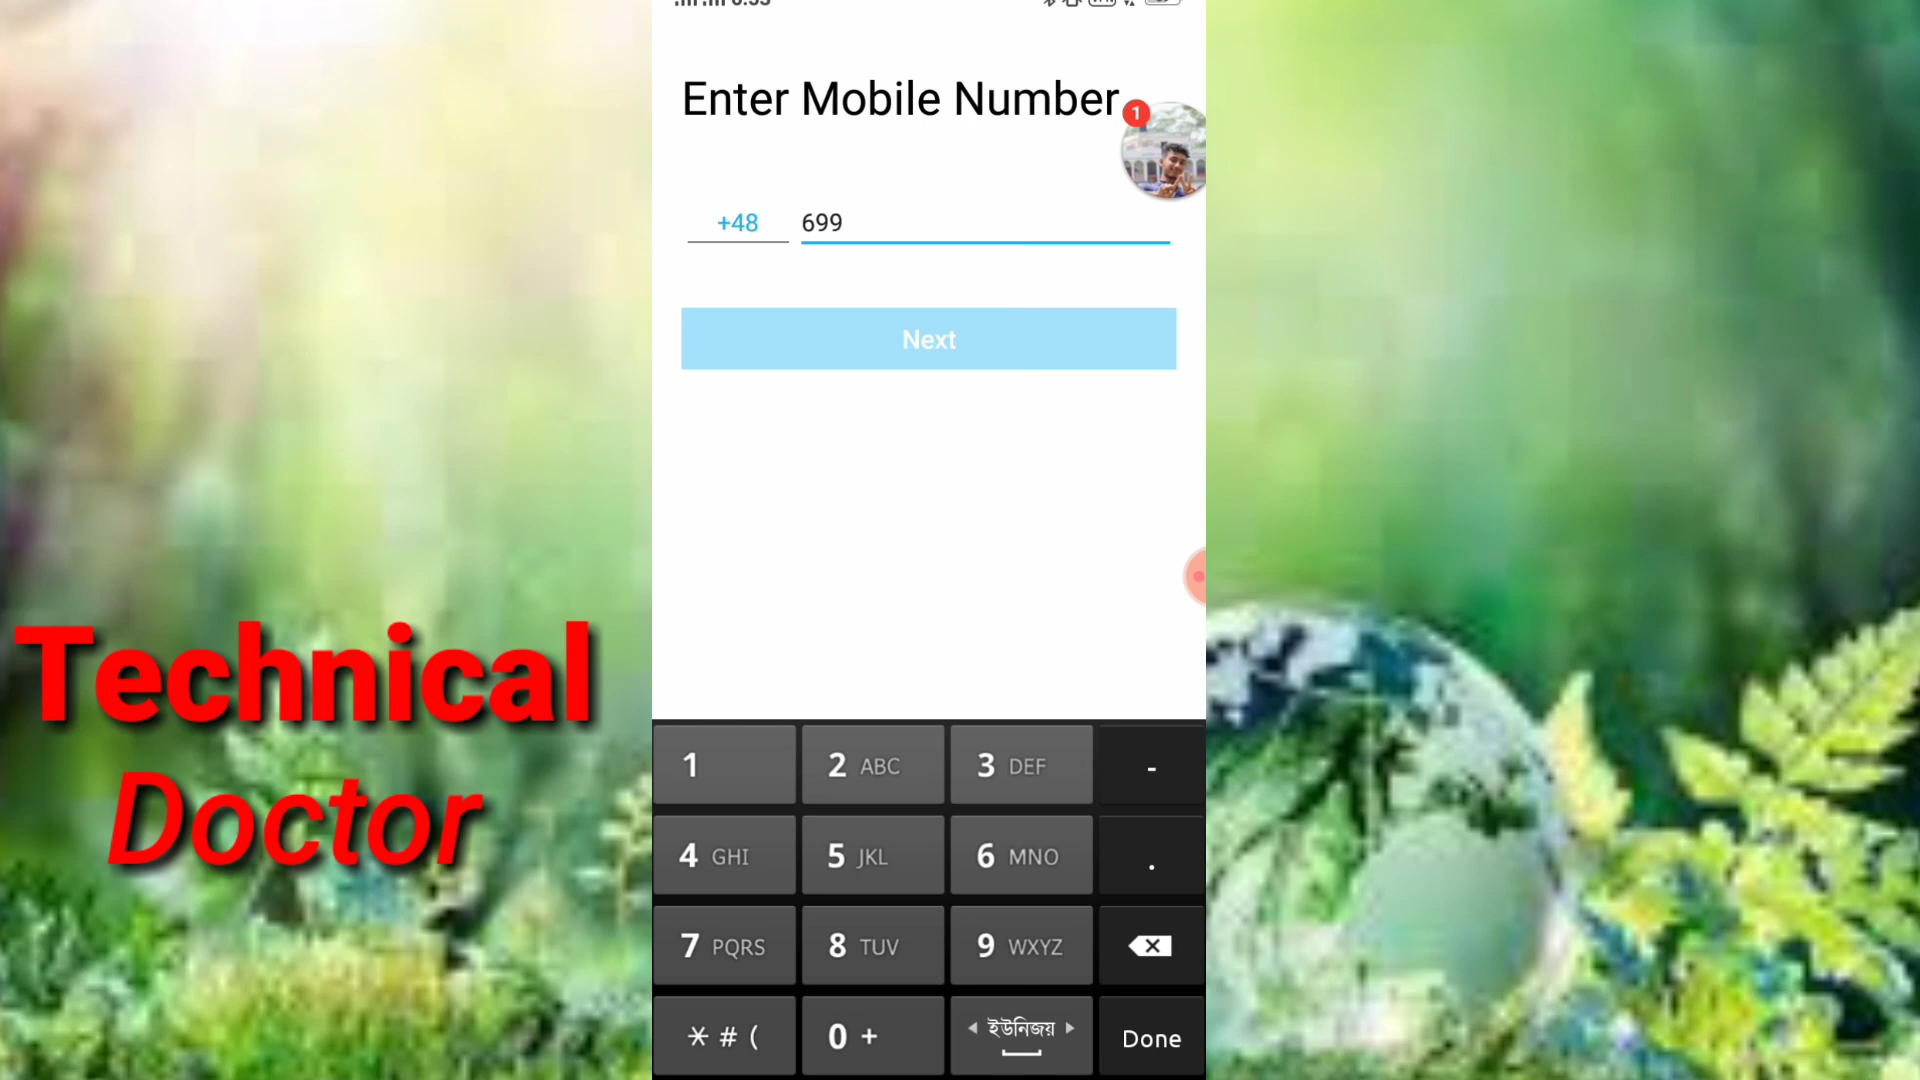 Enter Mobile Number
1
+48 699
Next
Technical
Doctor
1 2 ABC 3 DEF -
4 GHI 5 JKL 6 MNO .
7 PQRS 8 TUV 9 WXYZ
* # ( 0 + ইউনিজয় Done